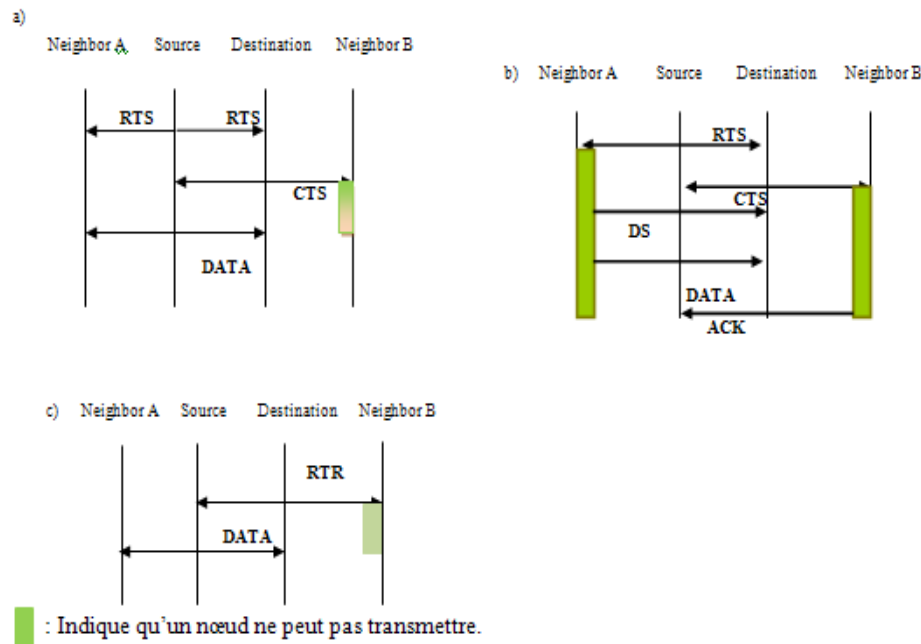 a)
Neighbor A Source Destination Neighbor B
RTS RTS
CTS
DATA
b) Neighbor A Source Destination Neighbor B
RTS
CTS
DS
DATA
ACK
c) Neighbor A Source Destination Neighbor B
RTR
DATA
: Indique qu'un nœud ne peut pas transmettre.